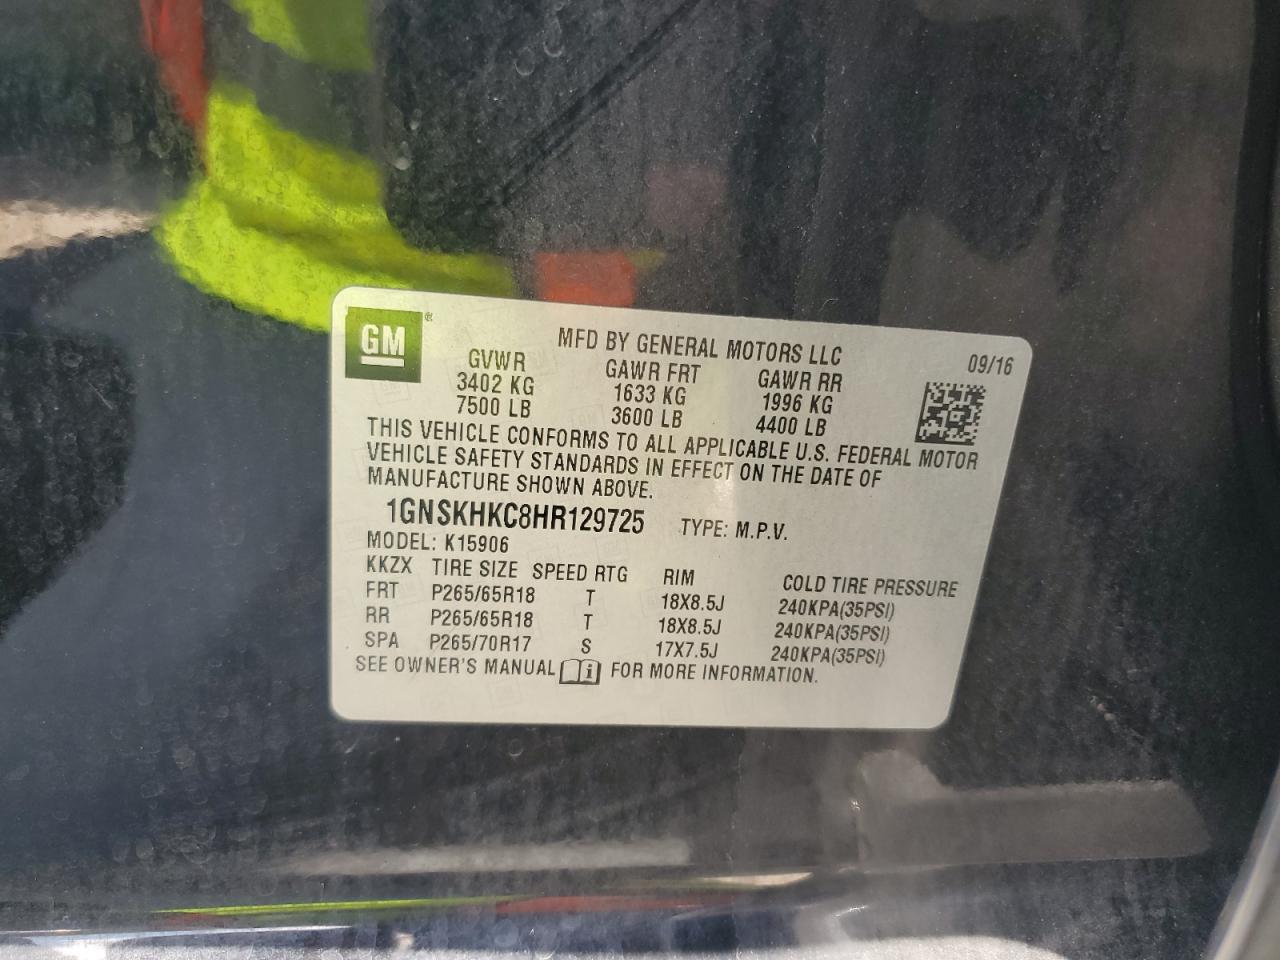 GM®
MFD BY GENERAL MOTORS LLC
09/16
GVWR GAWR FRT GAWR RR
3402 KG 1633 KG 1996 KG
7500 LB 3600 LB 4400 LB
THIS VEHICLE CONFORMS TO ALL APPLICABLE U.S. FEDERAL MOTOR
VEHICLE SAFETY STANDARDS IN EFFECT ON THE DATE OF
MANUFACTURE SHOWN ABOVE.
1GNSKHKC8HR129725 TYPE: M.P.V.
MODEL: K15906
KKZX TIRE SIZE SPEED RTG RIM COLD TIRE PRESSURE
FRT P265/65R18 T 18X8.5J 240KPA(35PSI)
RR P265/65R18 T 18X8.5J 240KPA(35PSI)
SPA P265/70R17 S 17X7.5J 240KPA(35PSI)
SEE OWNER'S MANUAL i FOR MORE INFORMATION.